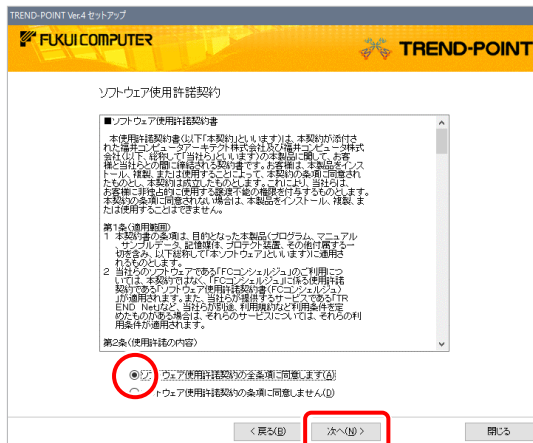 TREND-POINT Ver.4 セットアップ
FUKUI COMPUTER
TREND-POINT
ソフトウェア使用許諾契約
■ソフトウェア使用許諾契約書
本使用許諾契約書(以下「本契約」といいます)は、本契約が添付さ
れた福井コンピュータアーキテクト株式会社及び福井コンピュータ株式
会社(以下、総称して「当社ら」といいます)の本製品に関して、お客
様と当社らとの間に締結される契約書です。お客様は、本製品をインス
トール、複製、または使用することによって、本契約の条項に同意され
たものとし、本契約は成立したものとします。これにより、当社らは、
お客様に非独占的に使用する譲渡不能の権限を付与するものとします。
本契約の条項に同意されない場合は、本製品をインストール、複製、ま
たは使用することはできません。
第1条(適用範囲)
1 本契約書の条項は、目的となった本製品(プログラム、マニュアル
、サンプルデータ、記憶媒体、プロテクト装置、その他付属する一
切を含み、以下総称して「本ソフトウェア」といいます)に適用さ
れるものとします。
2 当社らのソフトウェアである「FCコンシェルジュ」のご利用につ
いては、本契約ではなく、「FCコンシェルジュ」に係る使用許諾
契約である「ソフトウェア使用許諾契約書(FCコンシェルジュ)
」が適用されます。また、当社らが提供するサービスである「TR
END Net」など、当社らが別途、利用規約など利用条件を定
めたものがある場合は、それらのサービスについては、それらの利
用条件が適用されます。
第2条(使用許諾の内容)
ソ ウェア使用許諾契約の全条項に同意します(A)
トウェア使用許諾契約の条項に同意しません(D)
< 戻る(B)
次へ(N) >
閉じる